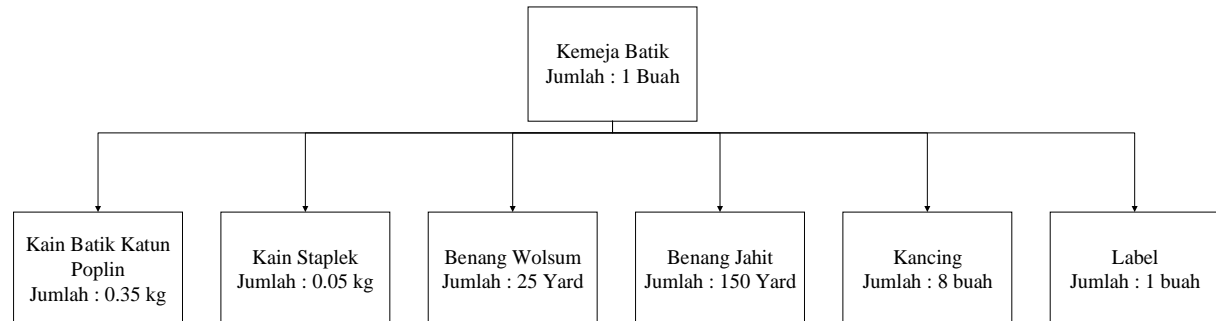 Kemeja Batik
Jumlah : 1 Buah
Kain Batik Katun
Poplin
Jumlah : 0.35 kg
Kain Staplek
Jumlah : 0.05 kg
Benang Wolsum
Jumlah : 25 Yard
Benang Jahit
Jumlah : 150 Yard
Kancing
Jumlah : 8 buah
Label
Jumlah : 1 buah